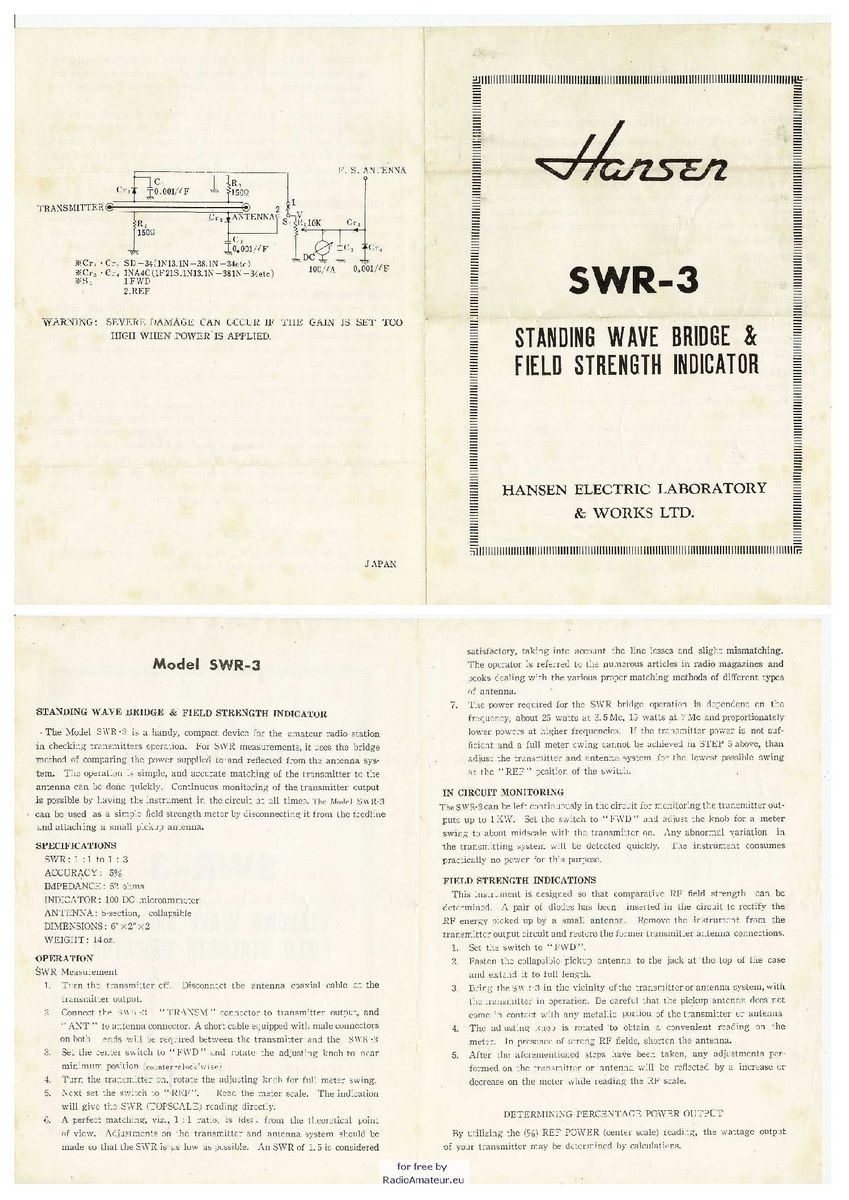 F. S. ANTENNA
Cr₁
C₁
0.001μF
R₁
150Ω
TRANSMITTER
ANTENNA
Cr₂
R₂
150Ω
C₂
0.001μF
1
2
S
V
R₃ 10K
Cr₃
DC
100μA
C₃
Cr₄
0.001μF
※Cr₁・Cr₂ SD-34(1N13.1N-38.1N-34etc)
※Cr₃・Cr₄ 1NA4C(1F21S.1N13.1N-381N-34etc)
※S₁ 1.FWD
2.REF
WARNING: SEVERE DAMAGE CAN OCCUR IF THE GAIN IS SET TOO
HIGH WHEN POWER IS APPLIED.
JAPAN
Hansen
SWR-3
STANDING WAVE BRIDGE &
FIELD STRENGTH INDICATOR
HANSEN ELECTRIC LABORATORY
& WORKS LTD.
Model SWR-3
STANDING WAVE BRIDGE & FIELD STRENGTH INDICATOR
The Model SWR-3 is a handy, compact device for the amateur radio station
in checking transmitters operation. For SWR measurements, it uses the bridge
method of comparing the power supplied to and reflected from the antenna sys-
tem. The operation is simple, and accurate matching of the transmitter to the
antenna can be done quickly. Continuous monitoring of the transmitter output
is possible by having the instrument in the circuit at all times. The Model SWR-3
can be used as a simple field strength meter by disconnecting it from the feedline
and attaching a small pickup antenna.
SPECIFICATIONS
SWR: 1 : 1 to 1 : 3
ACCURACY: 5%
IMPEDANCE: 52 ohms
INDICATOR: 100 DC microammeter
ANTENNA: 5-section, collapsible
DIMENSIONS: 6"×2"×2
WEIGHT: 14 oz.
OPERATION
SWR Measurement
1. Turn the transmitter off. Disconnect the antenna coaxial cable at the
transmitter output.
2 Connect the SWR-3 "TRANSM" connector to transmitter output, and
"ANT" to antenna connector. A short cable equipped with male connectors
on both ends will be required between the transmitter and the SWR-3
3. Set the center switch to "FWD" and rotate the adjusting knob to near
minimum position (counter-clockwise)
4. Turn the transmitter on, rotate the adjusting knob for full meter swing.
5. Next set the switch to "REF". Read the meter scale. The indication
will give the SWR (TOPSCALE) reading directly.
6. A perfect matching, viz., 1 : 1 ratio, is ideal from the theoretical point
of view. Adjustments on the transmitter and antenna system should be
made so that the SWR is as low as possible. An SWR of 1.5 is considered
satisfactory, taking into account the line losses and slight mismatching.
The operator is referred to the numerous articles in radio magazines and
books dealing with the various proper matching methods of different types
of antenna.
7. The power required for the SWR bridge operation is dependent on the
frequency, about 25 watts at 3.5 Mc, 15 watts at 7 Mc and proportionately
lower powers at higher frequencies. If the transmitter power is not suf-
ficient and a full meter swing cannot be achieved in STEP 5 above, than
adjust the transmitter and antenna system for the lowest possible swing
at the "REF" position of the switch.
IN CIRCUIT MONITORING
The SWR-3 can be left continuously in the circuit for monitoring the transmitter out-
puts up to 1 KW. Set the switch to "FWD" and adjust the knob for a meter
swing to about midscale with the transmitter on. Any abnormal variation in
the transmitting system will be detected quickly. The instrument consumes
practically no power for this purpose.
FIELD STRENGTH INDICATIONS
This instrument is designed so that comparative RF field strength can be
determined. A pair of diodes has been inserted in the circuit to rectify the
RF energy picked up by a small antenna. Remove the instrument from the
transmitter output circuit and restore the former transmitter antenna connections.
1. Set the switch to "FWD".
2. Fasten the collapsible pickup antenna to the jack at the top of the case
and extend it to full length.
3. Bring the SWR-3 in the vicinity of the transmitter or antenna system, with
the transmitter in operation. Be careful that the pickup antenna does not
come in contact with any metallic portion of the transmitter or antenna
4. The adjusting knob is rotated to obtain a convenient reading on the
meter. In presence of strong RF fields, shorten the antenna.
5. After the aforementioned steps have been taken, any adjustments per-
formed on the transmitter or antenna will be reflected by a increase or
decrease on the meter while reading the RF scale.
DETERMINING PERCENTAGE POWER OUTPUT
By utilizing the (%) REF POWER (center scale) reading, the wattage output
of your transmitter may be determined by calculations.
for free by
RadioAmateur.eu